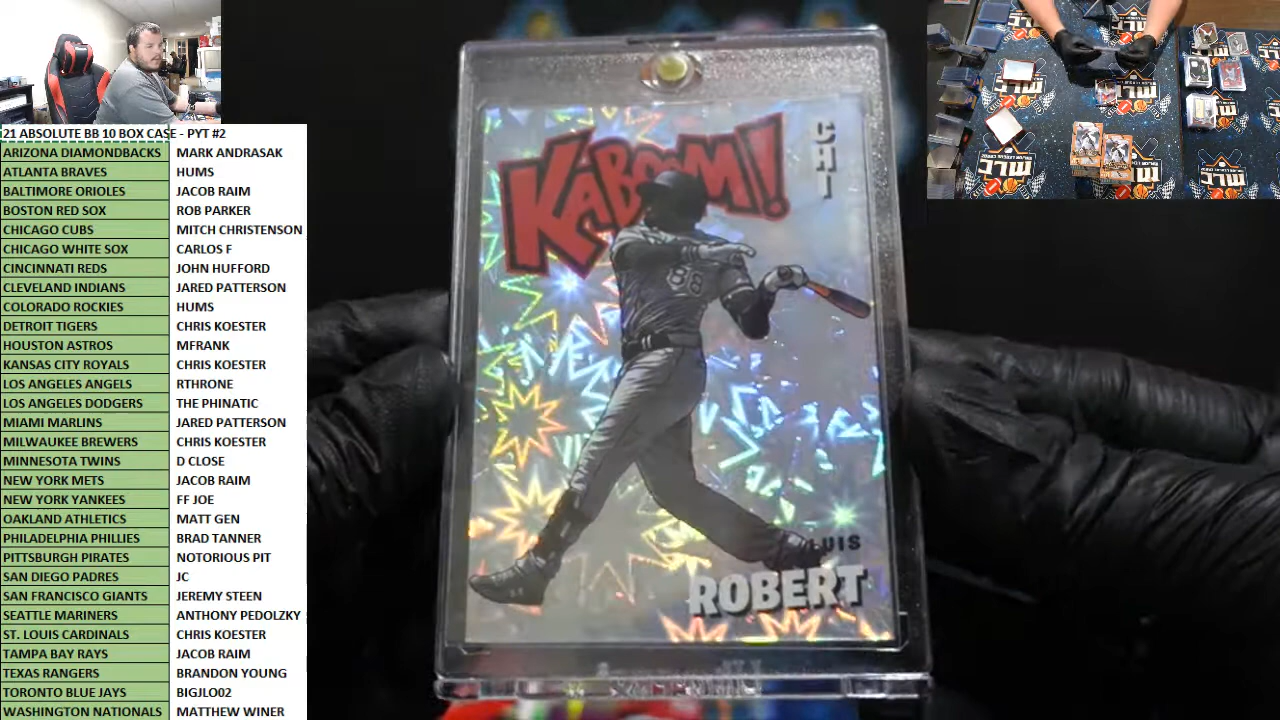 21 ABSOLUTE BB 10 BOX CASE - PYT #2
ARIZONA DIAMONDBACKS MARK ANDRASAK
ATLANTA BRAVES HUMS
BALTIMORE ORIOLES JACOB RAIM
BOSTON RED SOX ROB PARKER
CHICAGO CUBS MITCH CHRISTENSON
CHICAGO WHITE SOX CARLOS F
CINCINNATI REDS JOHN HUFFORD
CLEVELAND INDIANS JARED PATTERSON
COLORADO ROCKIES HUMS
DETROIT TIGERS CHRIS KOESTER
HOUSTON ASTROS MFRANK
KANSAS CITY ROYALS CHRIS KOESTER
LOS ANGELES ANGELS RTHRONE
LOS ANGELES DODGERS THE PHINATIC
MIAMI MARLINS JARED PATTERSON
MILWAUKEE BREWERS CHRIS KOESTER
MINNESOTA TWINS D CLOSE
NEW YORK METS JACOB RAIM
NEW YORK YANKEES FF JOE
OAKLAND ATHLETICS MATT GEN
PHILADELPHIA PHILLIES BRAD TANNER
PITTSBURGH PIRATES NOTORIOUS PIT
SAN DIEGO PADRES JC
SAN FRANCISCO GIANTS JEREMY STEEN
SEATTLE MARINERS ANTHONY PEDOLZKY
ST. LOUIS CARDINALS CHRIS KOESTER
TAMPA BAY RAYS JACOB RAIM
TEXAS RANGERS BRANDON YOUNG
TORONTO BLUE JAYS BIGJLO02
WASHINGTON NATIONALS MATTHEW WINER
KABOOM!
CHI
88
LUIS
ROBERT
MLC
MLC
MLC
MLC